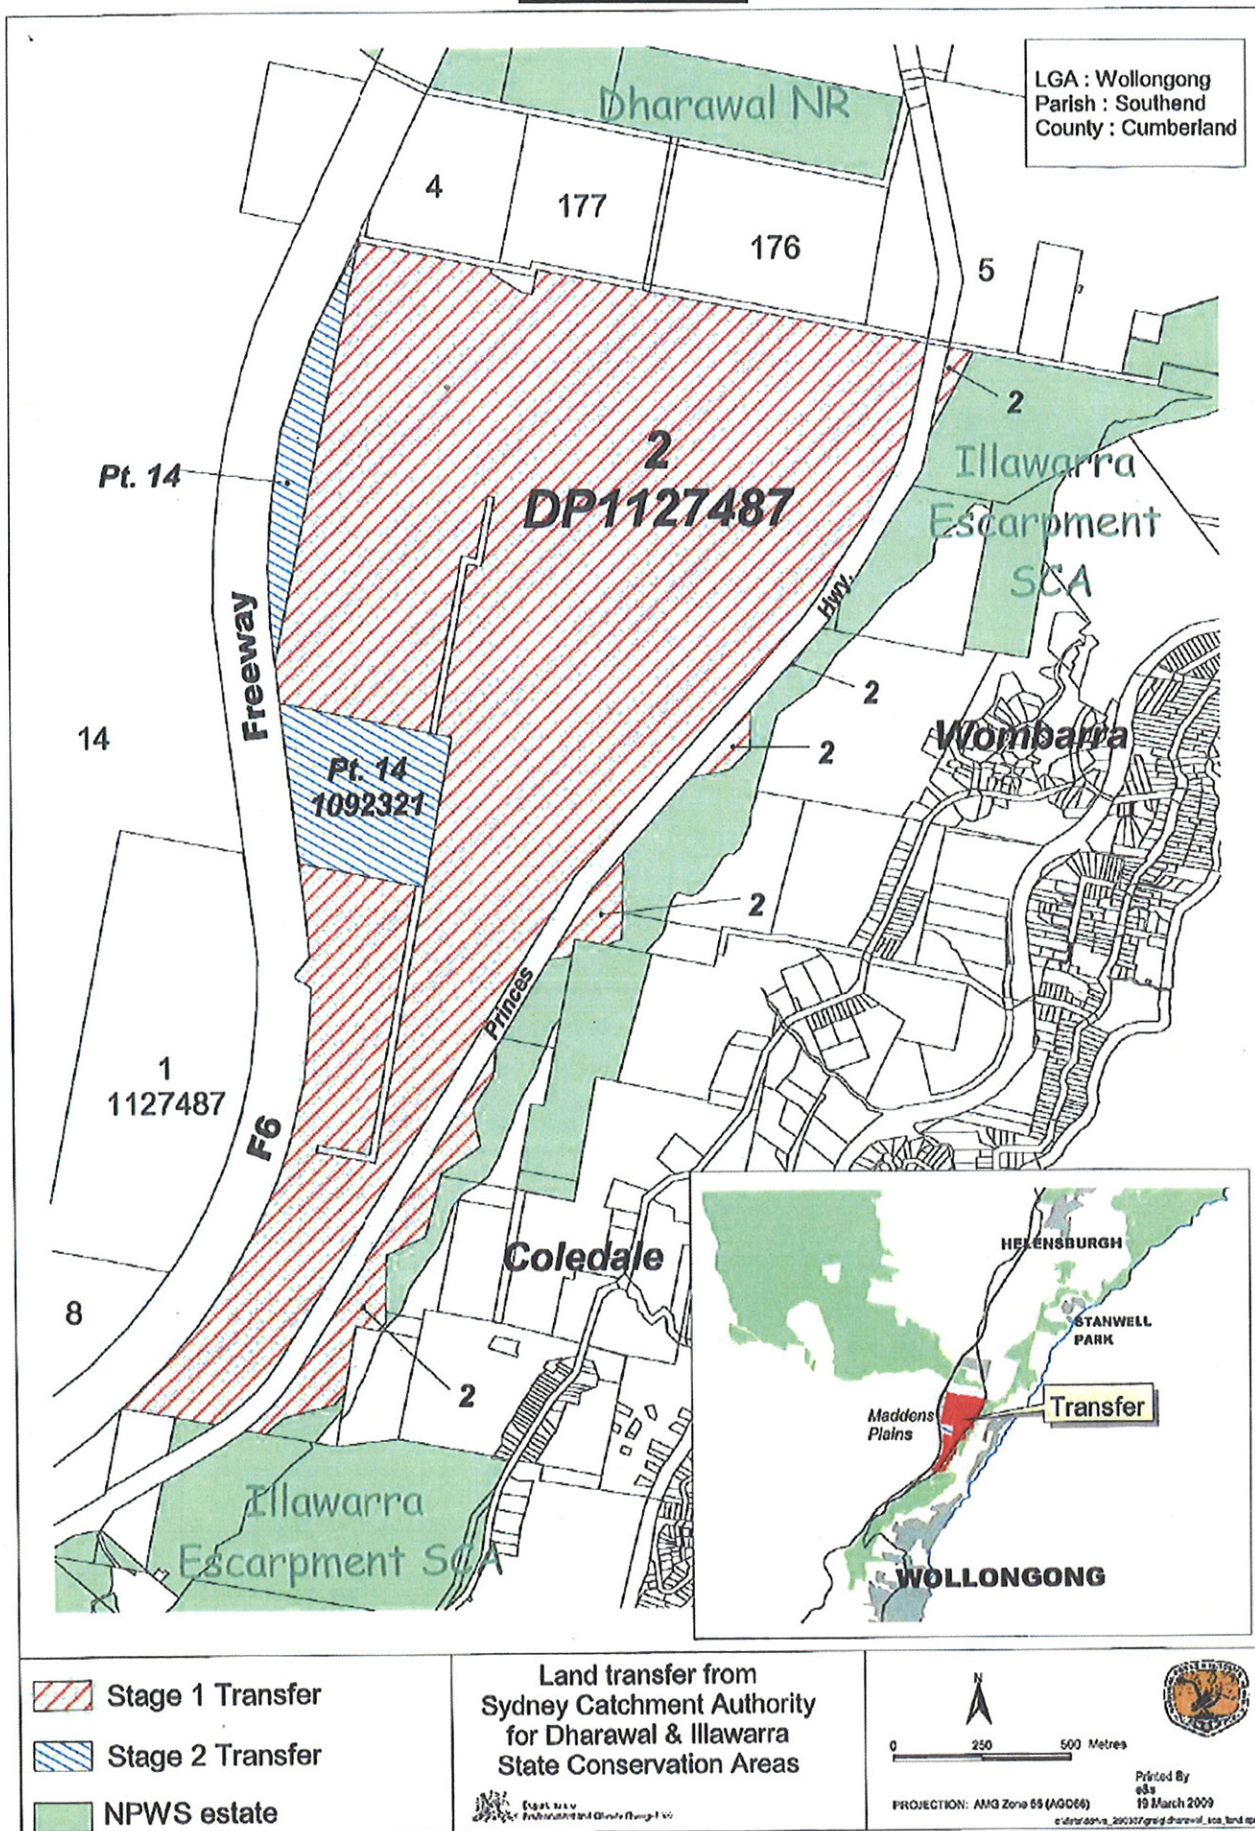 LGA : Wollongong
Parish : Southend
County : Cumberland
Dharawal NR
4
177
176
5
2
2
DP1127487
Pt. 14
Illawarra
Escarpment
SCA
Hwy.
Freeway
2
Wombarra
14
2
Pt. 14
1092321
2
Princes
1
1127487
F6
Coledale
8
2
Illawarra
Escarpment SCA
HELENSBURGH
STANWELL
PARK
Transfer
Maddens
Plains
WOLLONGONG
Stage 1 Transfer
Stage 2 Transfer
NPWS estate
Land transfer from
Sydney Catchment Authority
for Dharawal & Illawarra
State Conservation Areas
N
0 250 500 Metres
PROJECTION: AMG Zone 56 (AGD66)
Printed By
19 March 2009